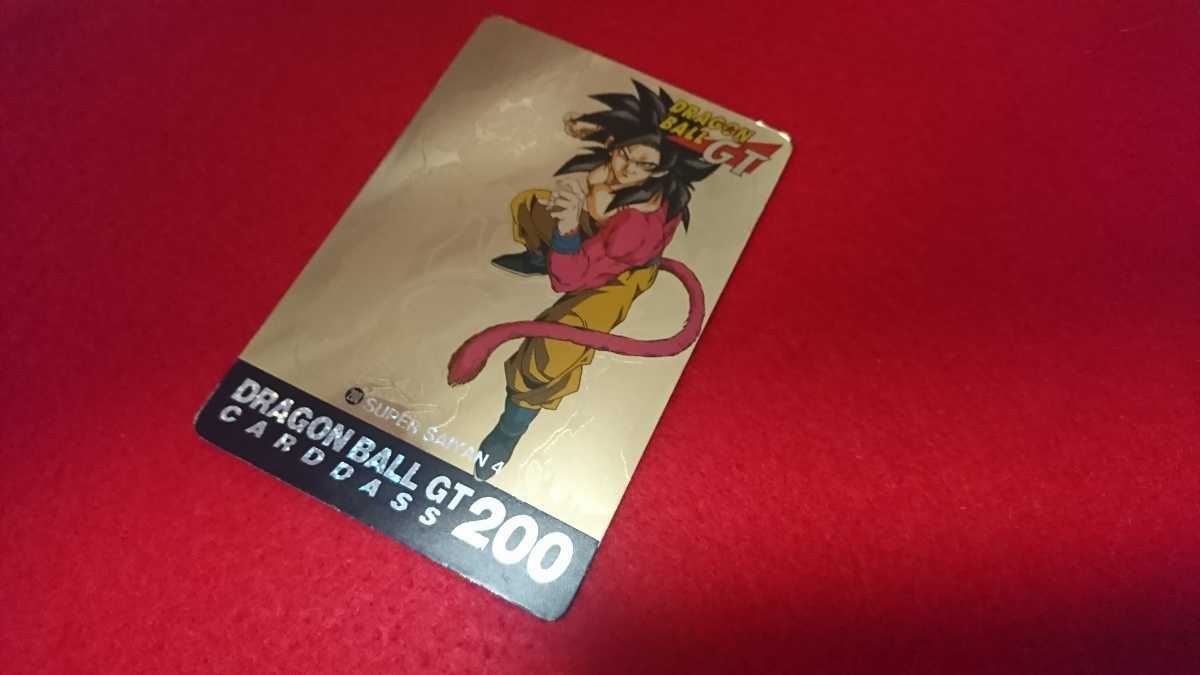 DRAGON
BALL
GT
SUPER SAIYAN 4
DRAGON BALL GT
CARDDASS 200